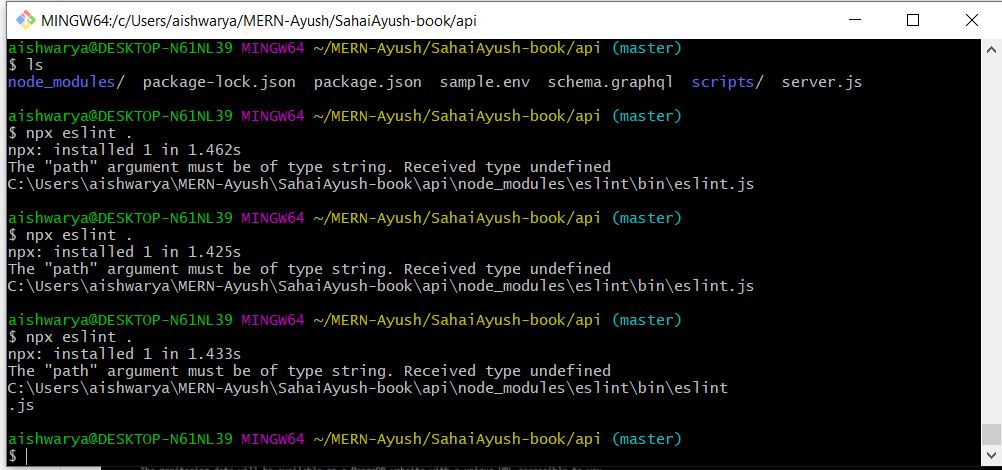 MINGW64:/c/Users/aishwarya/MERN-Ayush/SahaiAyush-book/api
aishwarya@DESKTOP-N61NL39 MINGW64 ~/MERN-Ayush/SahaiAyush-book/api (master)
$ ls
node_modules/  package-lock.json  package.json  sample.env  schema.graphql  scripts/  server.js
aishwarya@DESKTOP-N61NL39 MINGW64 ~/MERN-Ayush/SahaiAyush-book/api (master)
$ npx eslint .
npx: installed 1 in 1.462s
The "path" argument must be of type string. Received type undefined
C:\Users\aishwarya\MERN-Ayush\SahaiAyush-book\api\node_modules\eslint\bin\eslint.js
aishwarya@DESKTOP-N61NL39 MINGW64 ~/MERN-Ayush/SahaiAyush-book/api (master)
$ npx eslint .
npx: installed 1 in 1.425s
The "path" argument must be of type string. Received type undefined
C:\Users\aishwarya\MERN-Ayush\SahaiAyush-book\api\node_modules\eslint\bin\eslint.js
aishwarya@DESKTOP-N61NL39 MINGW64 ~/MERN-Ayush/SahaiAyush-book/api (master)
$ npx eslint .
npx: installed 1 in 1.433s
The "path" argument must be of type string. Received type undefined
C:\Users\aishwarya\MERN-Ayush\SahaiAyush-book\api\node_modules\eslint\bin\eslint
.js
aishwarya@DESKTOP-N61NL39 MINGW64 ~/MERN-Ayush/SahaiAyush-book/api (master)
$